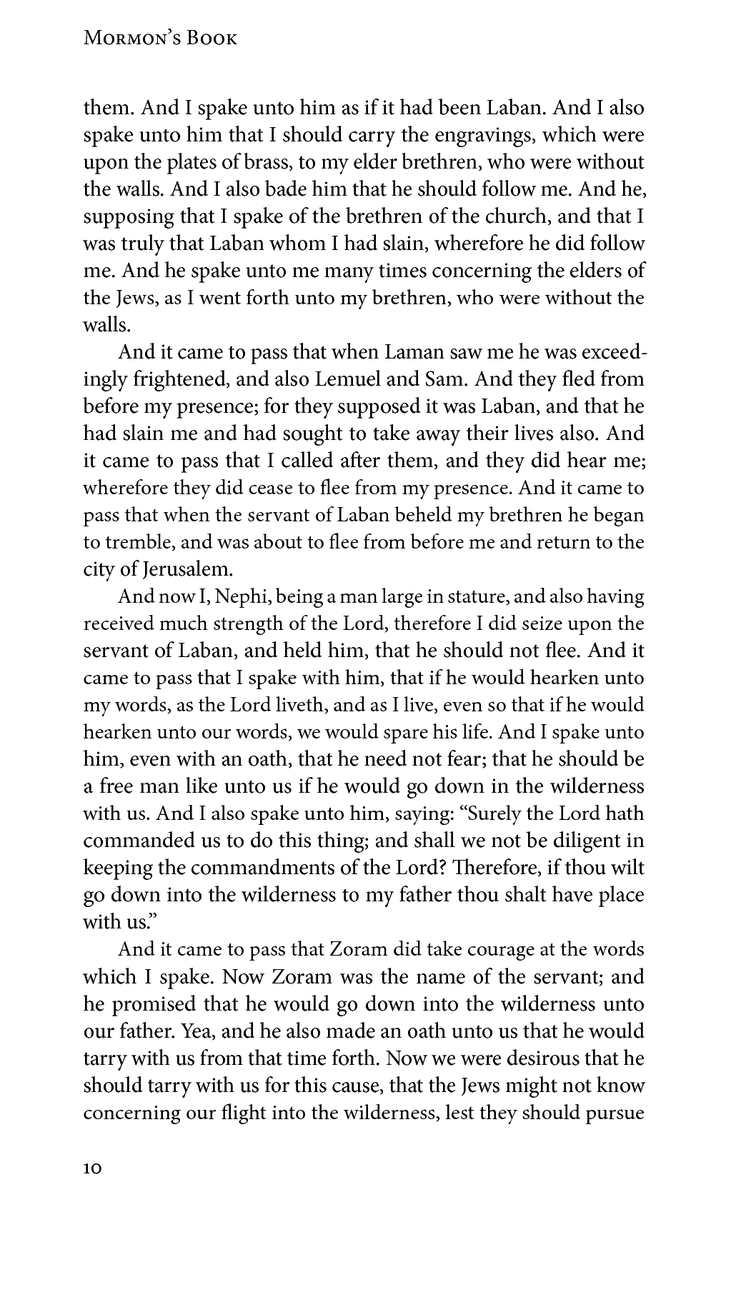 Mormon’s Book
them. And I spake unto him as if it had been Laban. And I also
spake unto him that I should carry the engravings, which were
upon the plates of brass, to my elder brethren, who were without
the walls. And I also bade him that he should follow me. And he,
supposing that I spake of the brethren of the church, and that I
was truly that Laban whom I had slain, wherefore he did follow
me. And he spake unto me many times concerning the elders of
the Jews, as I went forth unto my brethren, who were without the
walls.
And it came to pass that when Laman saw me he was exceed-
ingly frightened, and also Lemuel and Sam. And they fled from
before my presence; for they supposed it was Laban, and that he
had slain me and had sought to take away their lives also. And
it came to pass that I called after them, and they did hear me;
wherefore they did cease to flee from my presence. And it came to
pass that when the servant of Laban beheld my brethren he began
to tremble, and was about to flee from before me and return to the
city of Jerusalem.
And now I, Nephi, being a man large in stature, and also having
received much strength of the Lord, therefore I did seize upon the
servant of Laban, and held him, that he should not flee. And it
came to pass that I spake with him, that if he would hearken unto
my words, as the Lord liveth, and as I live, even so that if he would
hearken unto our words, we would spare his life. And I spake unto
him, even with an oath, that he need not fear; that he should be
a free man like unto us if he would go down in the wilderness
with us. And I also spake unto him, saying: “Surely the Lord hath
commanded us to do this thing; and shall we not be diligent in
keeping the commandments of the Lord? Therefore, if thou wilt
go down into the wilderness to my father thou shalt have place
with us.”
And it came to pass that Zoram did take courage at the words
which I spake. Now Zoram was the name of the servant; and
he promised that he would go down into the wilderness unto
our father. Yea, and he also made an oath unto us that he would
tarry with us from that time forth. Now we were desirous that he
should tarry with us for this cause, that the Jews might not know
concerning our flight into the wilderness, lest they should pursue
10